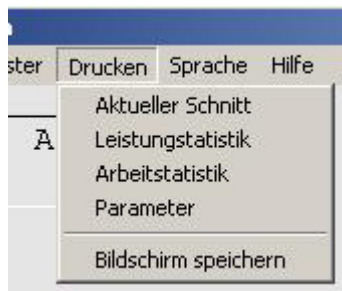 ster Drucken Sprache Hilfe
Aktueller Schnitt
A
Leistungstatistik
Arbeitstatistik
Parameter
Bildschirm speichern